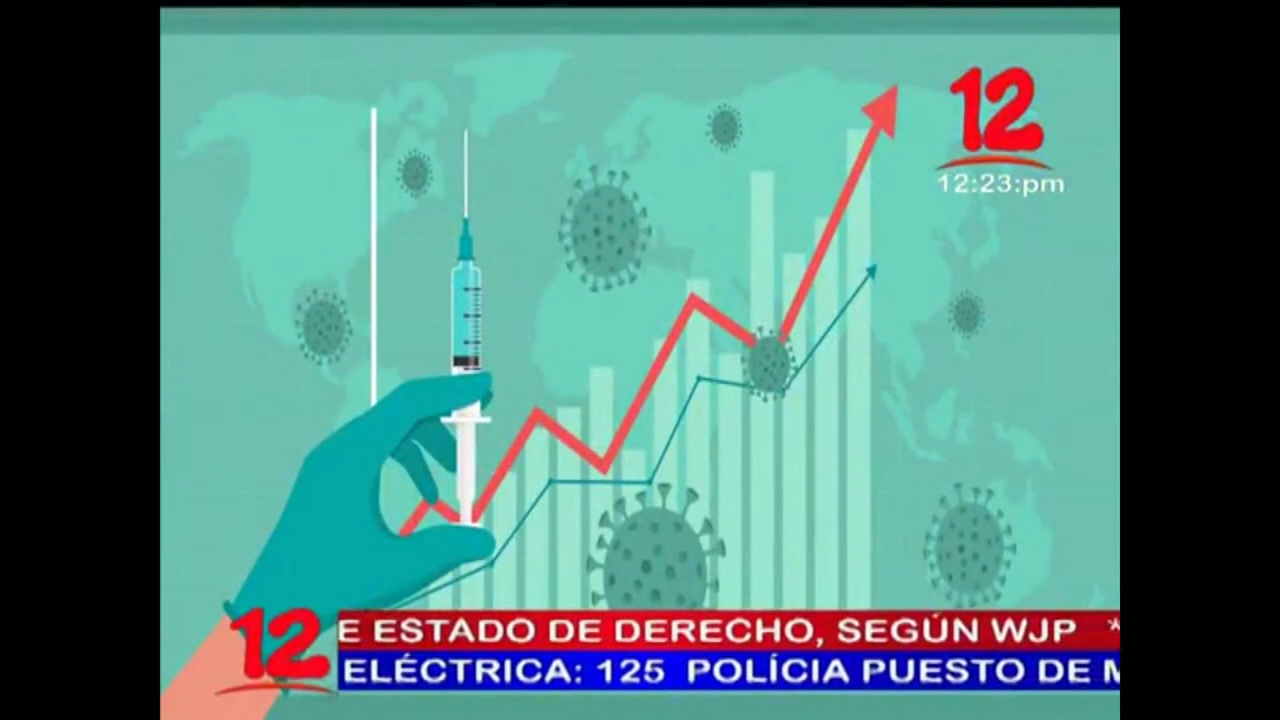 12
12:23:pm
12
E ESTADO DE DERECHO, SEGÚN WJP *
ELÉCTRICA: 125 POLÍCIA PUESTO DE M